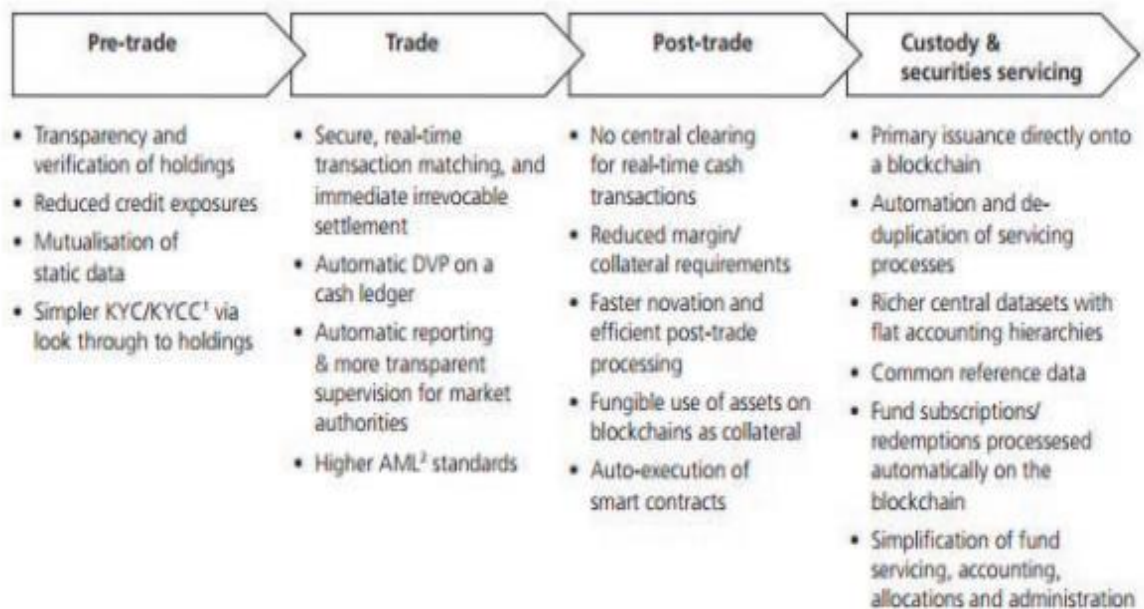 Pre-trade
• Transparency and
verification of holdings
• Reduced credit exposures
• Mutualisation of
static data
• Simpler KYC/KYCC¹ via
look through to holdings
Trade
• Secure, real-time
transaction matching, and
immediate irrevocable
settlement
• Automatic DVP on a
cash ledger
• Automatic reporting
& more transparent
supervision for market
authorities
• Higher AML² standards
Post-trade
• No central clearing
for real-time cash
transactions
• Reduced margin/
collateral requirements
• Faster novation and
efficient post-trade
processing
• Fungible use of assets on
blockchains as collateral
• Auto-execution of
smart contracts
Custody &
securities servicing
• Primary issuance directly onto
a blockchain
• Automation and de-
duplication of servicing
processes
• Richer central datasets with
flat accounting hierarchies
• Common reference data
• Fund subscriptions/
redemptions processesed
automatically on the
blockchain
• Simplification of fund
servicing, accounting,
allocations and administration